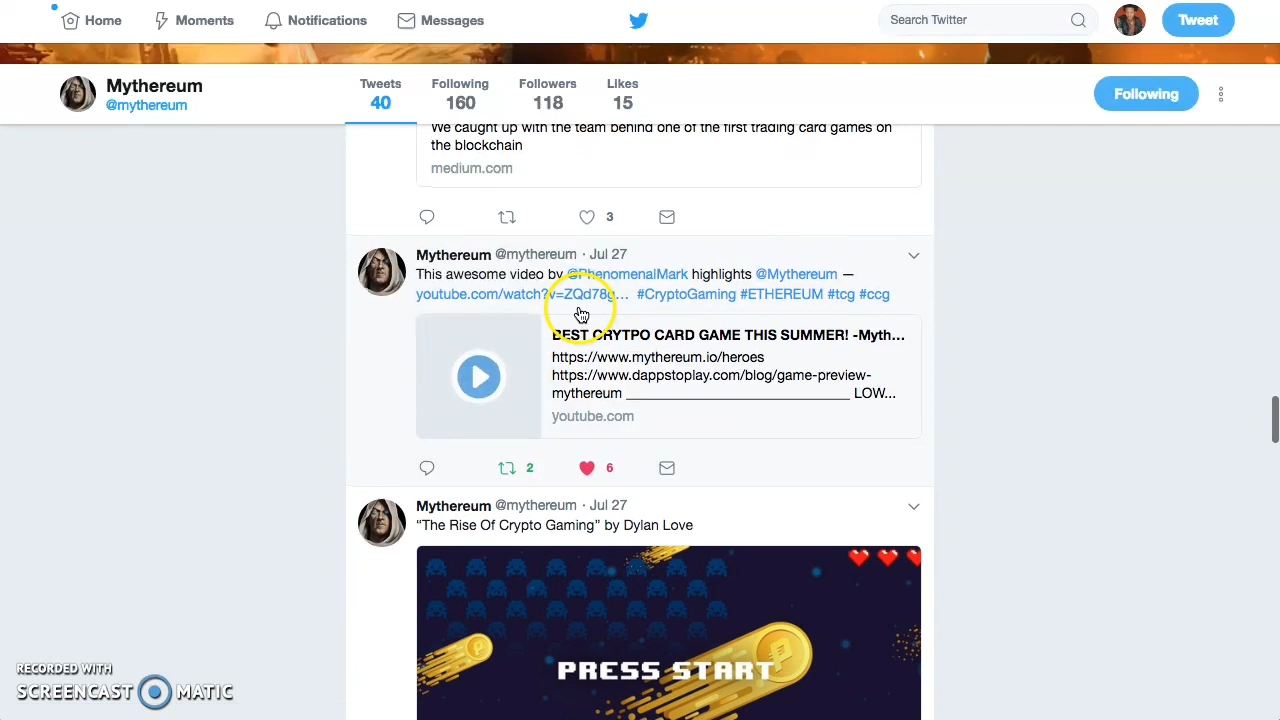 Home Moments Notifications Messages Search Twitter Tweet
Mythereum
@mythereum
Tweets Following Followers Likes
40 160 118 15
Following
We caught up with the team behind one of the first trading card games on
the blockchain
medium.com
3
Mythereum @mythereum · Jul 27
This awesome video by @PhenomenalMark highlights @Mythereum —
youtube.com/watch?v=ZQd78g… #CryptoGaming #ETHEREUM #tcg #ccg
BEST CRYTPO CARD GAME THIS SUMMER! -Myth...
https://www.mythereum.io/heroes
https://www.dappstoplay.com/blog/game-preview-
mythereum ____________________________ LOW...
youtube.com
2 6
Mythereum @mythereum · Jul 27
“The Rise Of Crypto Gaming” by Dylan Love
PRESS START
RECORDED WITH
SCREENCAST MATIC